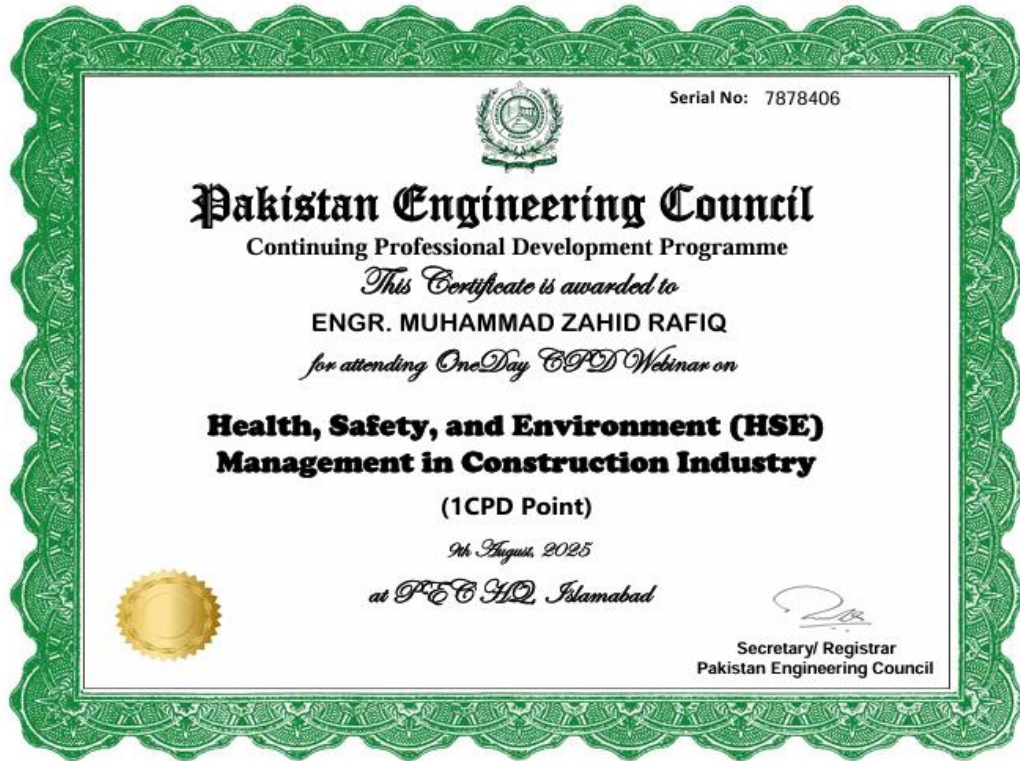 Serial No: 7878406
Pakistan Engineering Council
Continuing Professional Development Programme
This Certificate is awarded to
ENGR. MUHAMMAD ZAHID RAFIQ
for attending OneDay CPD Webinar on
Health, Safety, and Environment (HSE)
Management in Construction Industry
(1CPD Point)
9th August, 2025
at PEC HQ, Islamabad
Secretary/ Registrar
Pakistan Engineering Council